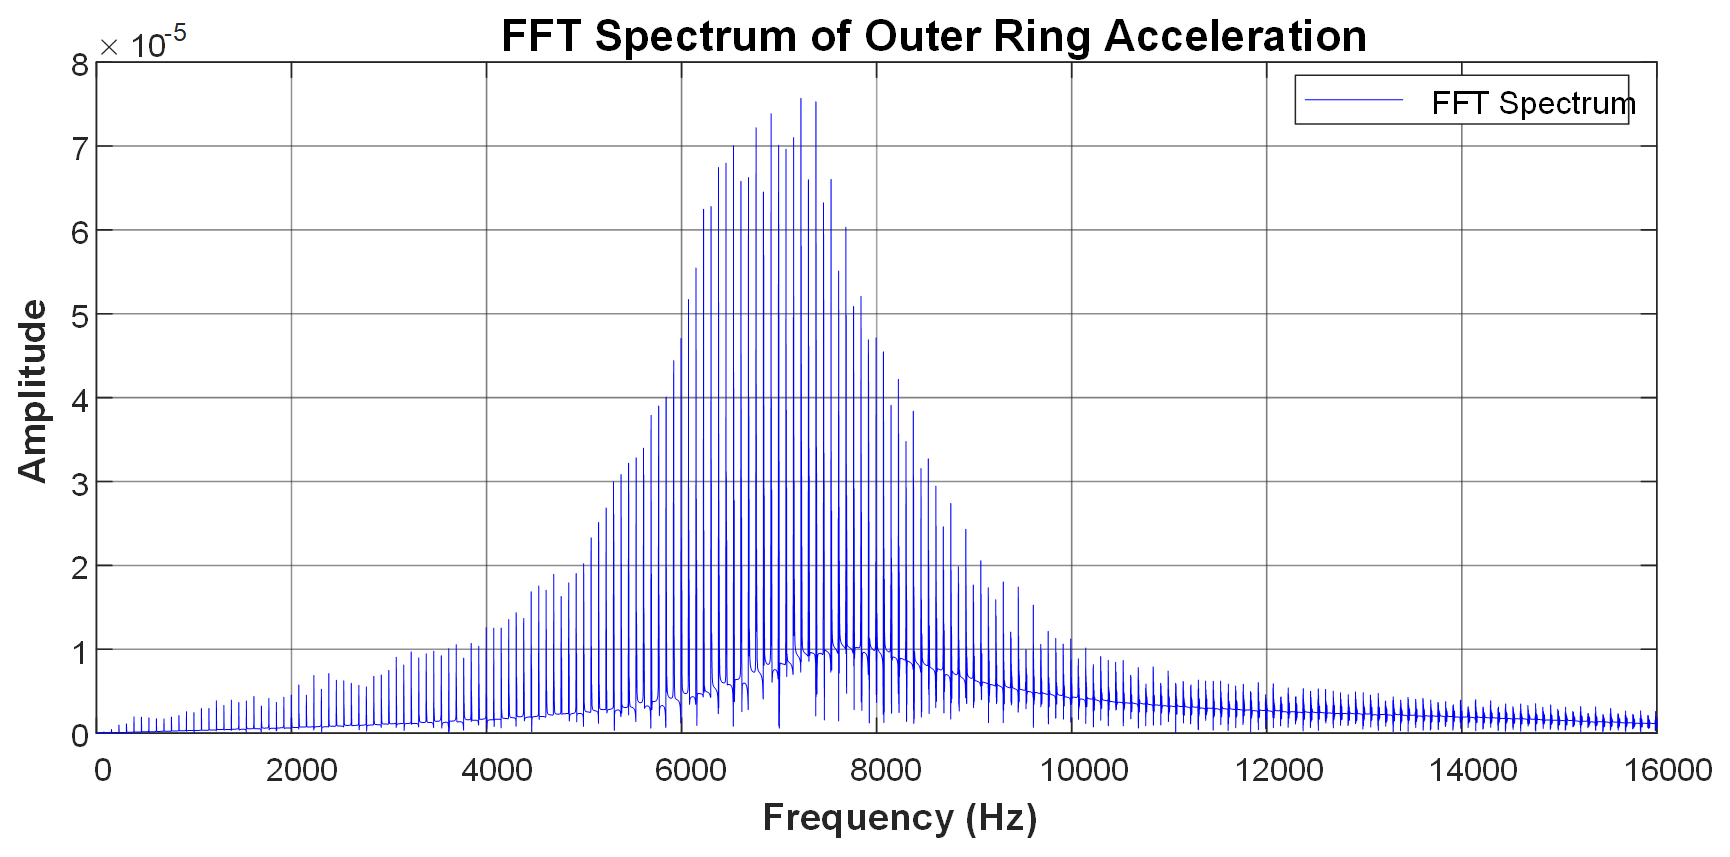 FFT Spectrum of Outer Ring Acceleration
× 10-5
FFT Spectrum
8
7
6
5
4
3
2
1
0
Amplitude
0 2000 4000 6000 8000 10000 12000 14000 16000
Frequency (Hz)